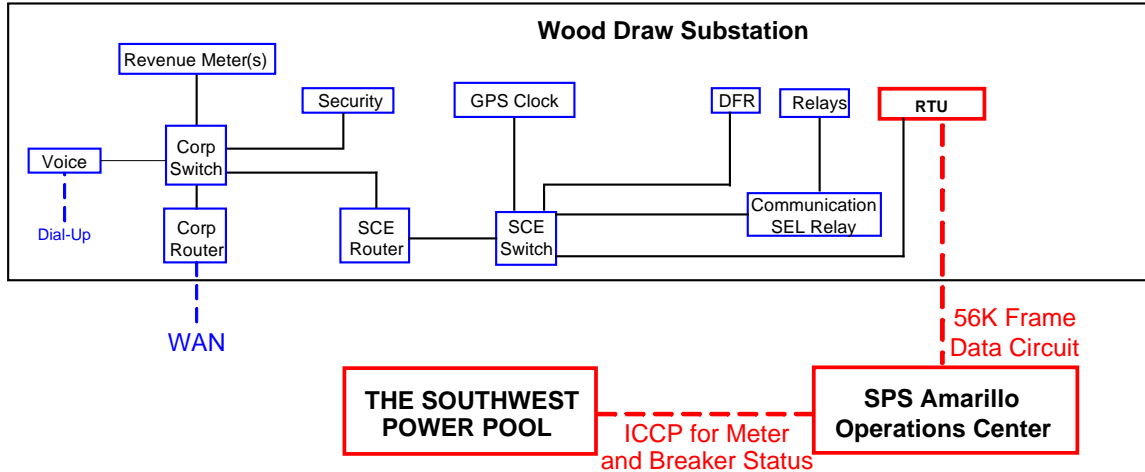 Wood Draw Substation
Revenue Meter(s)
Security
GPS Clock
DFR
Relays
RTU
Voice
Corp
Switch
Dial-Up
Corp
Router
SCE
Router
SCE
Switch
Communication
SEL Relay
WAN
56K Frame
Data Circuit
THE SOUTHWEST
POWER POOL
ICCP for Meter
and Breaker Status
SPS Amarillo
Operations Center